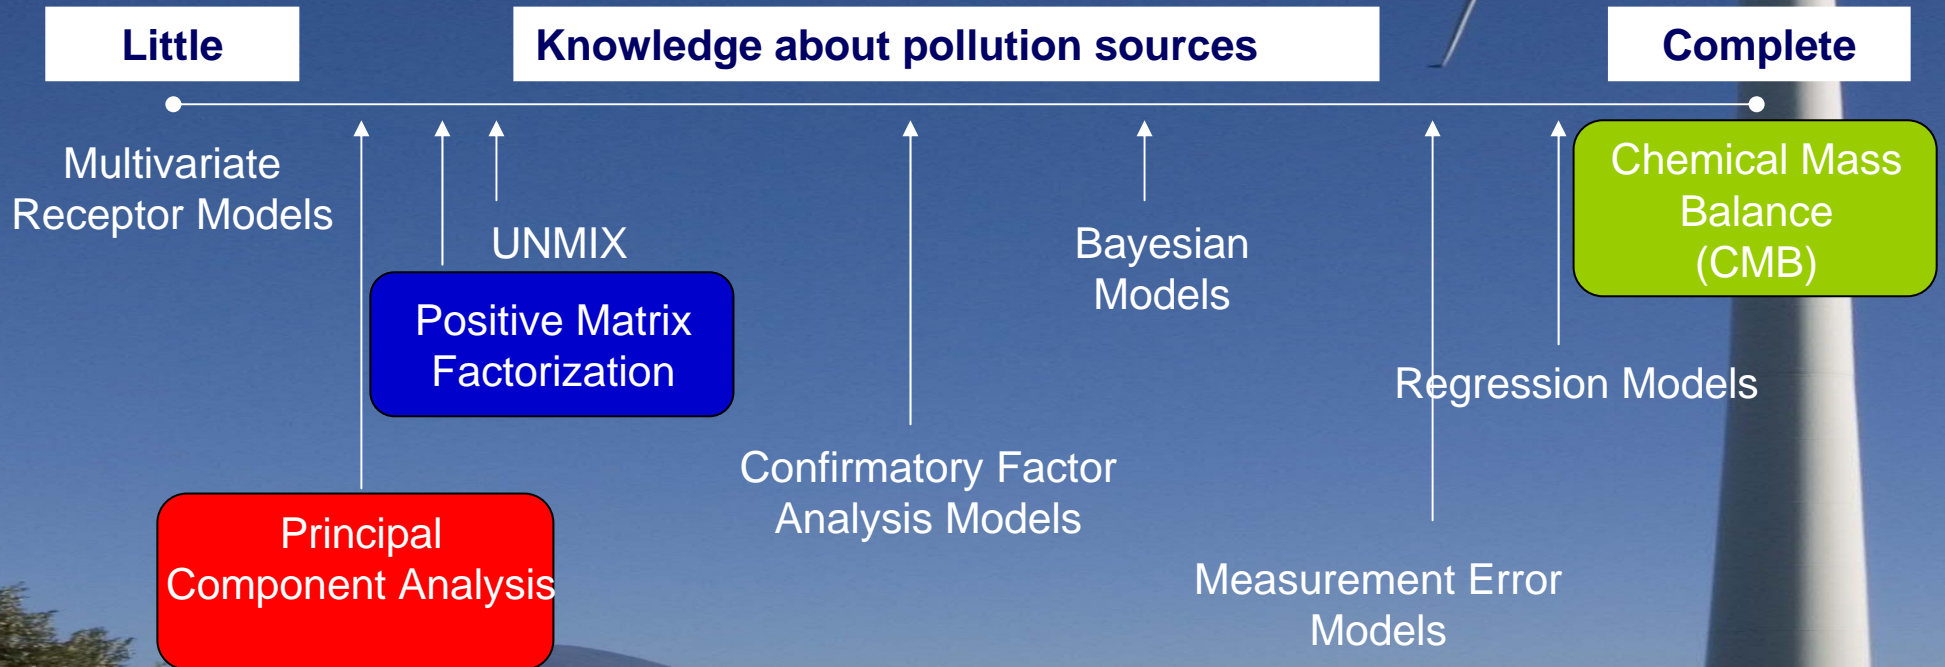 Little
Knowledge about pollution sources
Complete
Multivariate
Receptor Models
UNMIX
Positive Matrix
Factorization
Principal
Component Analysis
Confirmatory Factor
Analysis Models
Bayesian
Models
Measurement Error
Models
Regression Models
Chemical Mass
Balance
(CMB)